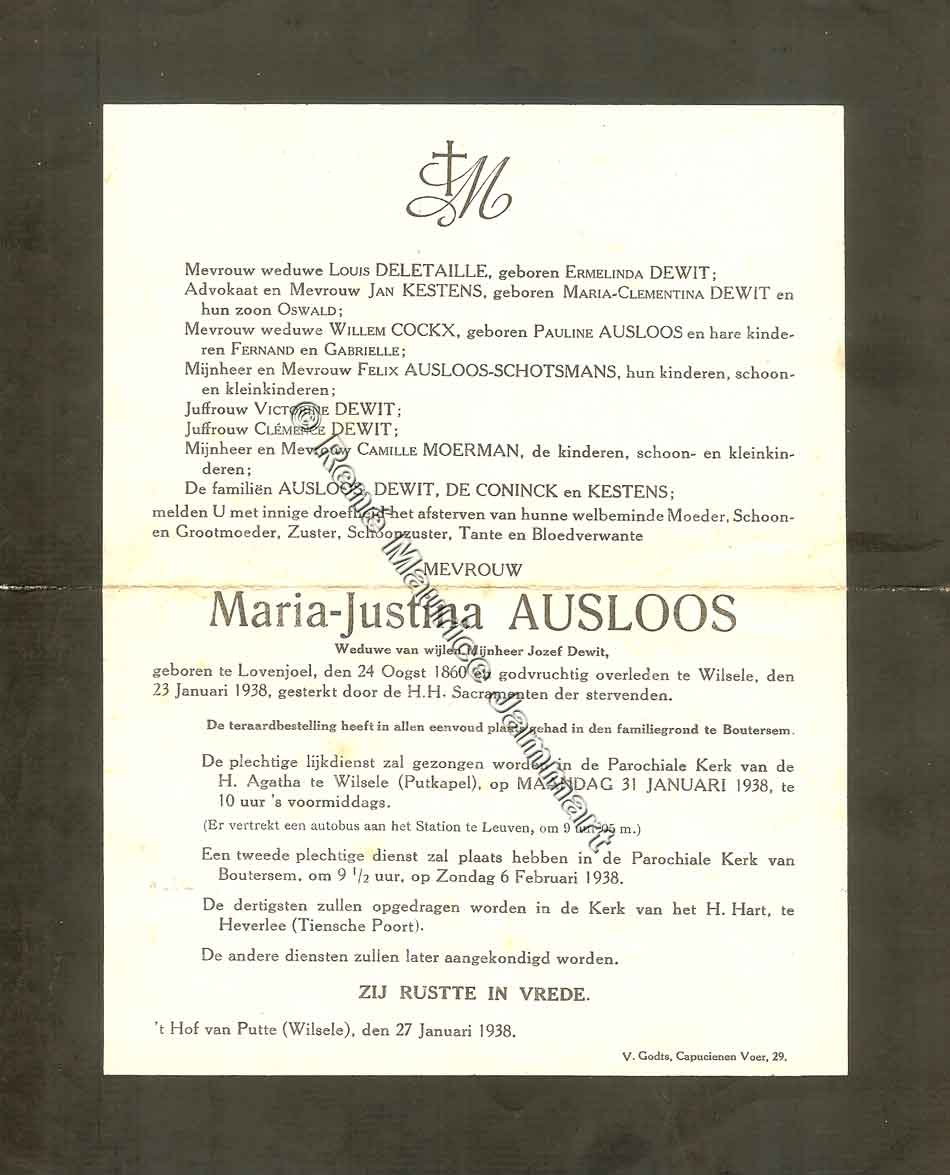 M
Mevrouw weduwe Louis DELETAILLE, geboren Ermelinda DEWIT;
Advokaat en Mevrouw Jan KESTENS, geboren Maria-Clementina DEWIT en
hun zoon Oswald;
Mevrouw weduwe Willem COCKX, geboren Pauline AUSLOOS en hare kinde-
ren Fernand en Gabrielle;
Mijnheer en Mevrouw Felix AUSLOOS-SCHOTSMANS, hun kinderen, schoon-
en kleinkinderen;
Juffrouw Victorine DEWIT;
Juffrouw Clémence DEWIT;
Mijnheer en Mevrouw Camille MOERMAN, de kinderen, schoon- en kleinkin-
deren;
De familiën AUSLOOS, DEWIT, DE CONINCK en KESTENS;
melden U met innige droefheid het afsterven van hunne welbeminde Moeder, Schoon-
en Grootmoeder, Zuster, Schoonzuster, Tante en Bloedverwante
MEVROUW
Maria-Justina AUSLOOS
Weduwe van wijlen Mijnheer Jozef Dewit,
geboren te Lovenjoel, den 24 Oogst 1860 en godvruchtig overleden te Wilsele, den
23 Januari 1938, gesterkt door de H.H. Sacramenten der stervenden.
De teraardbestelling heeft in allen eenvoud plaats gehad in den familiegrond te Boutersem.
De plechtige lijkdienst zal gezongen worden in de Parochiale Kerk van de
H. Agatha te Wilsele (Putkapel), op MAANDAG 31 JANUARI 1938, te
10 uur 's voormiddags.
(Er vertrekt een autobus aan het Station te Leuven, om 9 uur 05 m.)
Een tweede plechtige dienst zal plaats hebben in de Parochiale Kerk van
Boutersem, om 9 1/2 uur, op Zondag 6 Februari 1938.
De dertigsten zullen opgedragen worden in de Kerk van het H. Hart, te
Heverlee (Tiensche Poort).
De andere diensten zullen later aangekondigd worden.
ZIJ RUSTTE IN VREDE.
't Hof van Putte (Wilsele), den 27 Januari 1938.
V. Godts, Capucienen Voer, 29.
© René Maurice Jammart